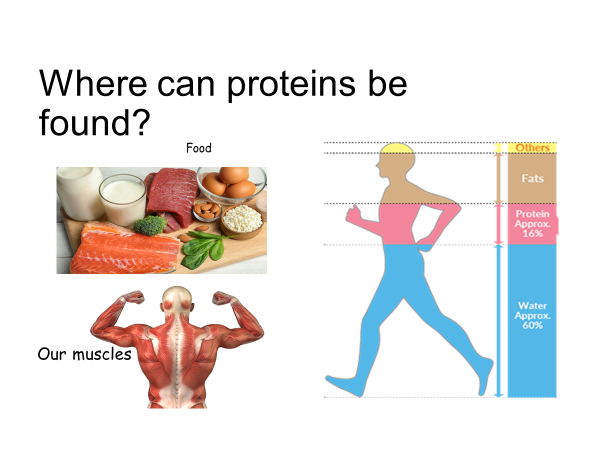 Where can proteins be
found?
Food
Our muscles
Others
Fats
Protein
Approx.
16%
Water
Approx.
60%